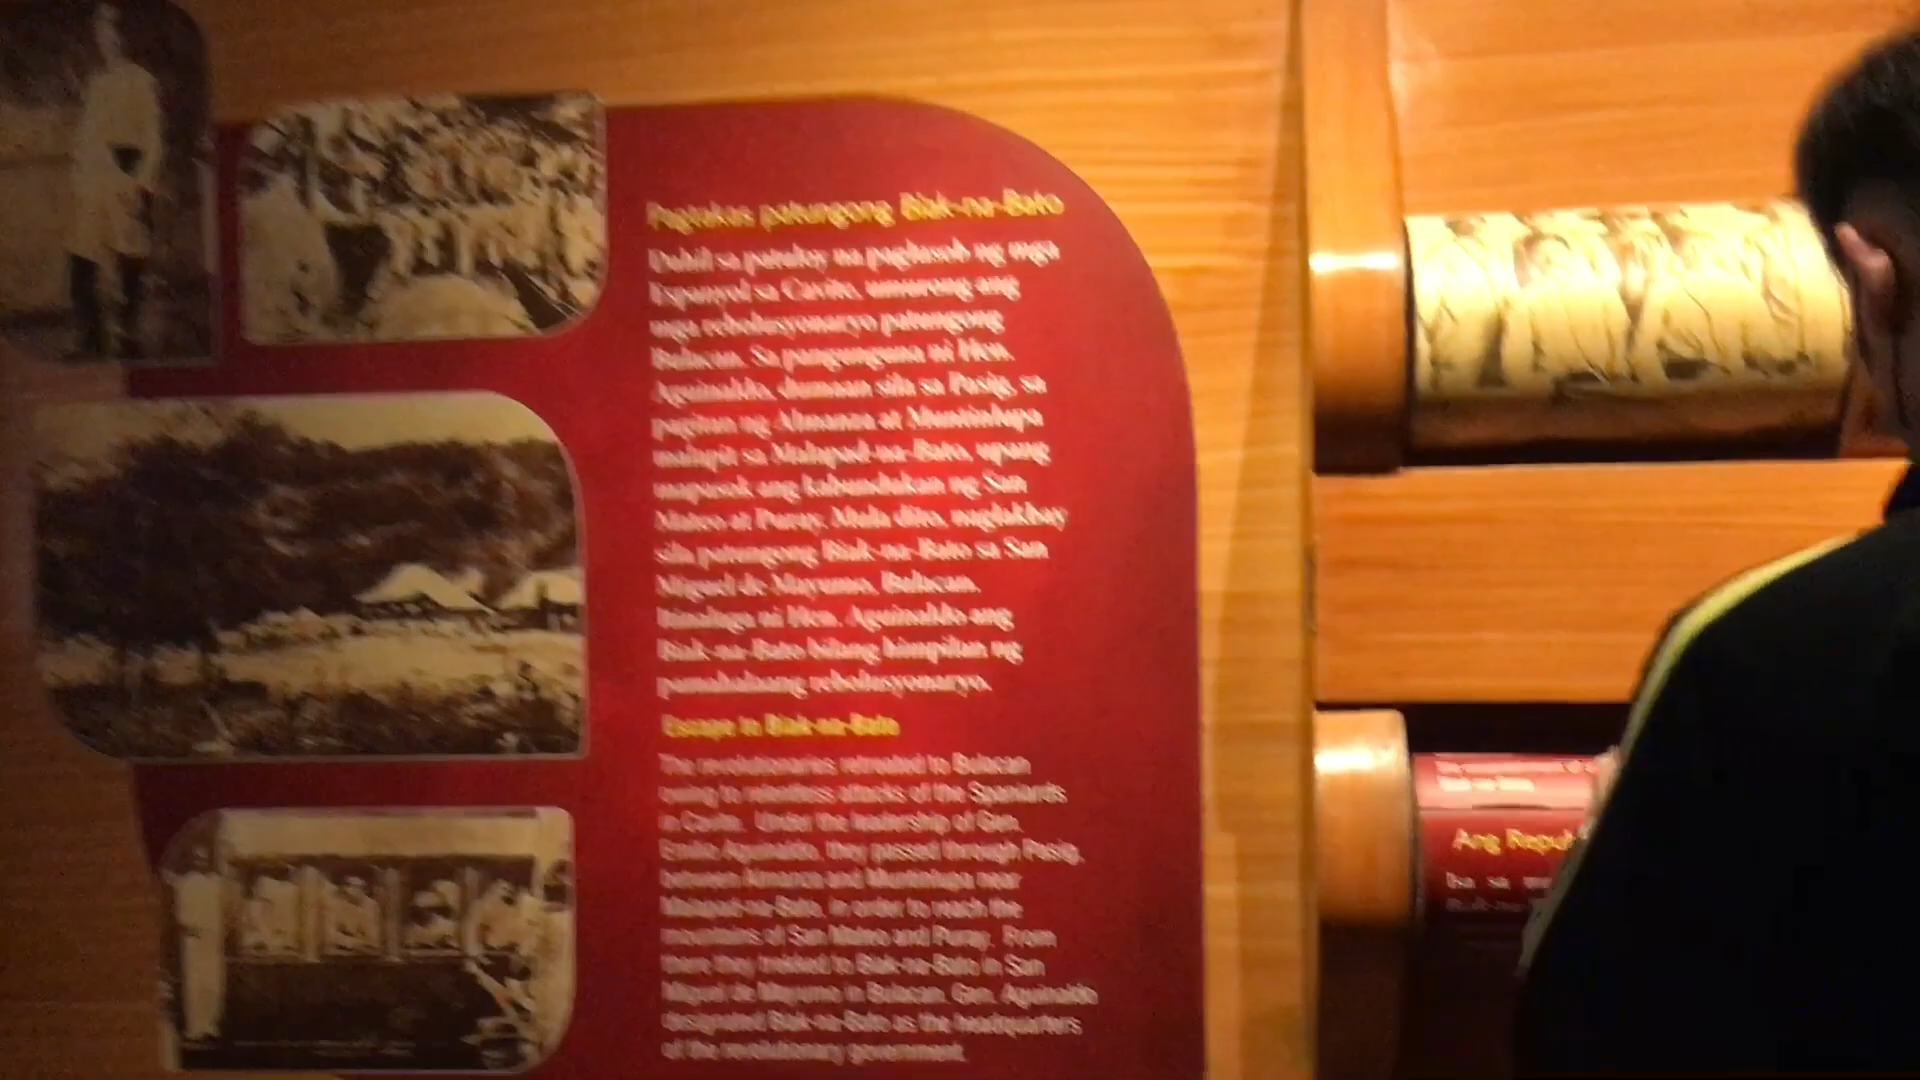 Pagtakas patungong Biak-na-Bato
Dahil sa patuloy na paglusob ng mga
Espanyol sa Cavite, umurong ang
mga rebolusyonaryo patungong
Bulacan. Sa pangunguna ni Hen.
Aguinaldo, dumaan sila sa Pasig, sa
pagitan ng Almanza at Muntinlupa
malapit sa Malapad-na-Bato, upang
mapasok ang kabundukan ng San
Mateo at Puray. Mula dito, naglakbay
sila patungong Biak-na-Bato sa San
Miguel de Mayumo, Bulacan.
Itinalaga ni Hen. Aguinaldo ang
Biak-na-Bato bilang himpilan ng
pamahalaang rebolusyonaryo.
Escape to Biak-na-Bato
The revolutionaries retreated to Bulacan
owing to relentless attacks of the Spaniards
in Cavite. Under the leadership of Gen.
Emilio Aguinaldo, they passed through Pasig,
between Almanza and Muntinlupa near
Malapad-na-Bato, in order to reach the
mountains of San Mateo and Puray. From
there they trekked to Biak-na-Bato in San
Miguel de Mayumo in Bulacan. Gen. Aguinaldo
designated Biak-na-Bato as the headquarters
of the revolutionary government.
Ang Repu
Isa sa